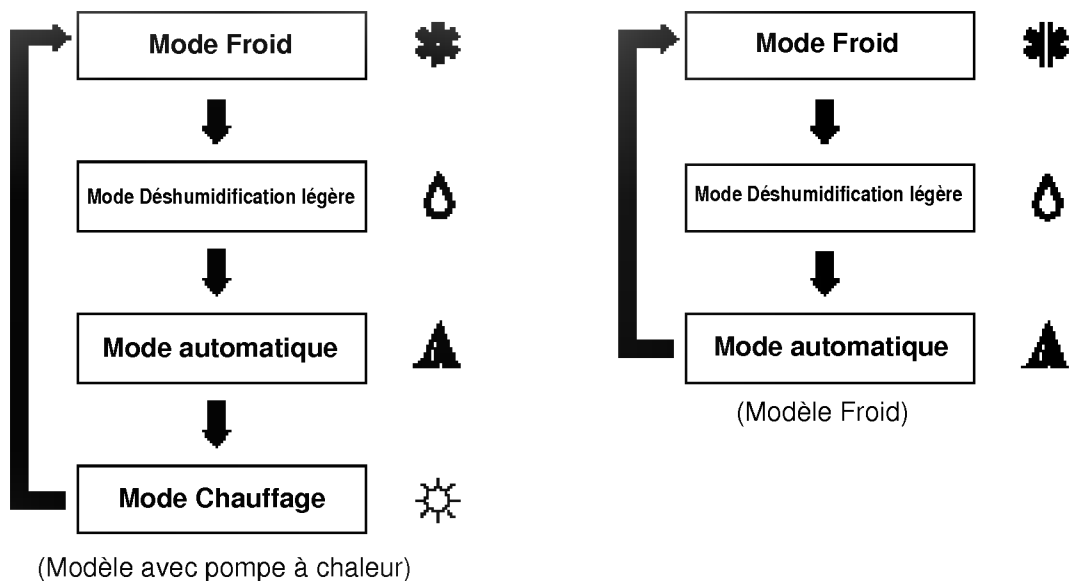 Mode Froid
Mode Déshumidification légère
Mode automatique
Mode Chauffage
(Modèle avec pompe à chaleur)
Mode Froid
Mode Déshumidification légère
Mode automatique
(Modèle Froid)